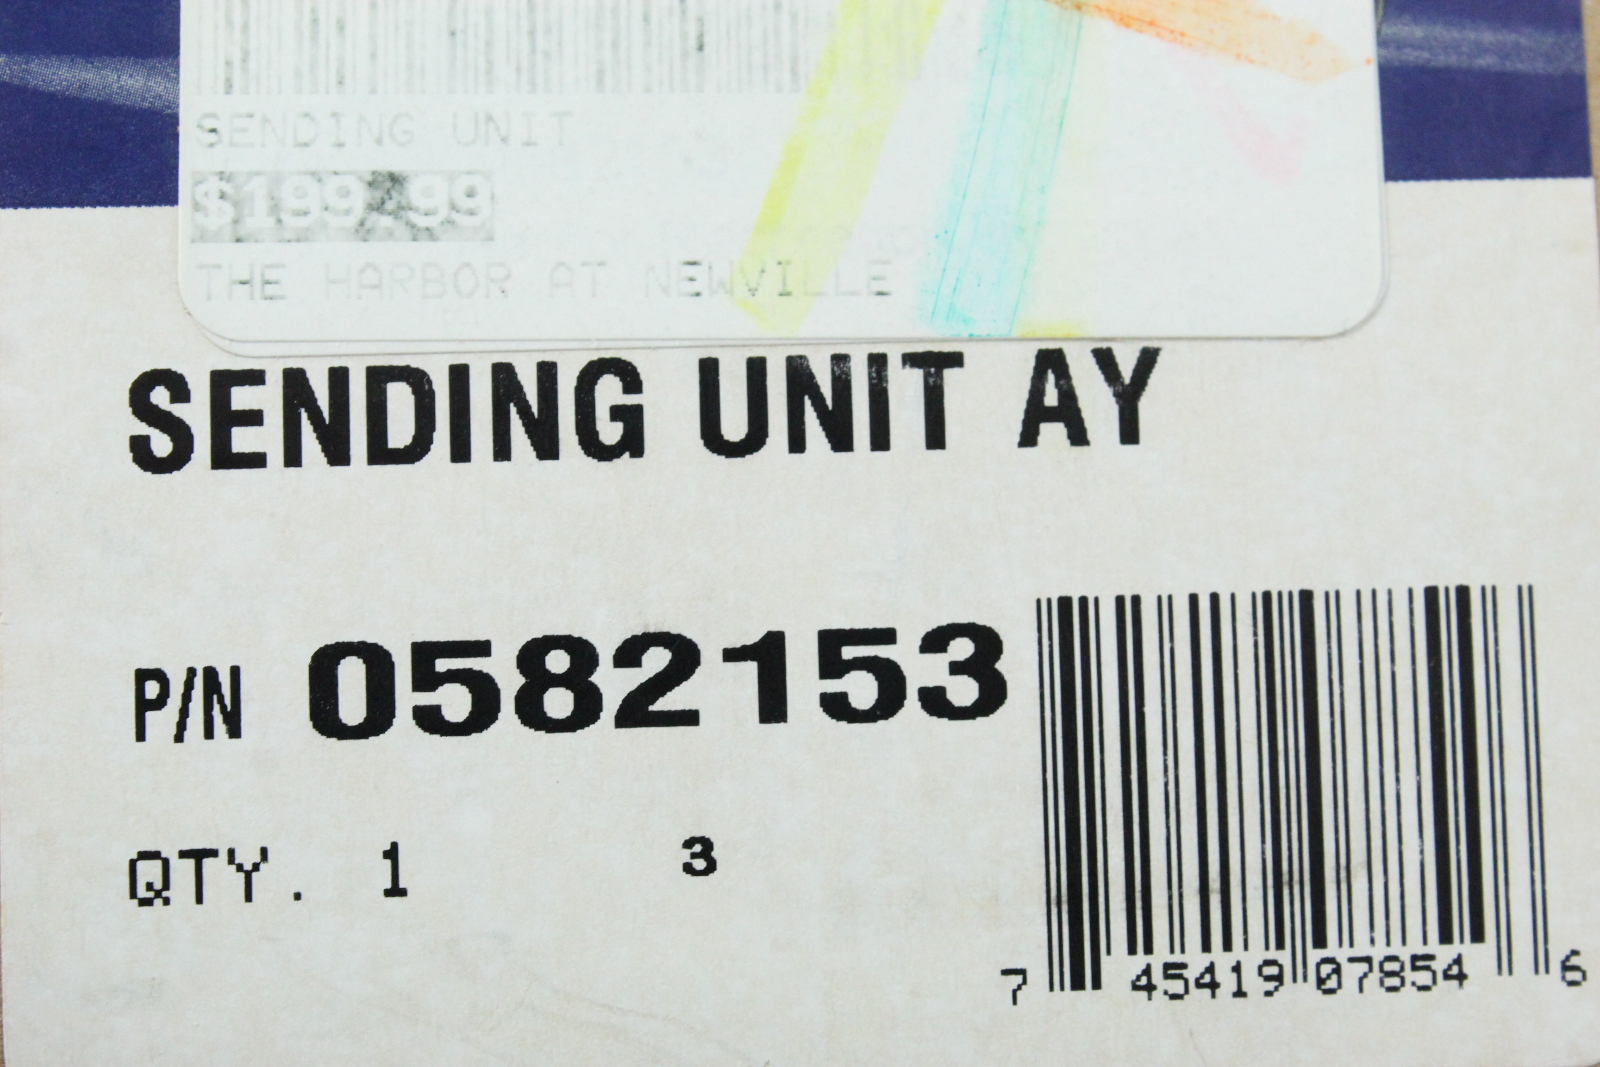 SENDING UNIT
$199.99
THE HARBOR AT NEWVILLE
SENDING UNIT AY
P/N 0582153
QTY. 1 3
7 45419 07854 6